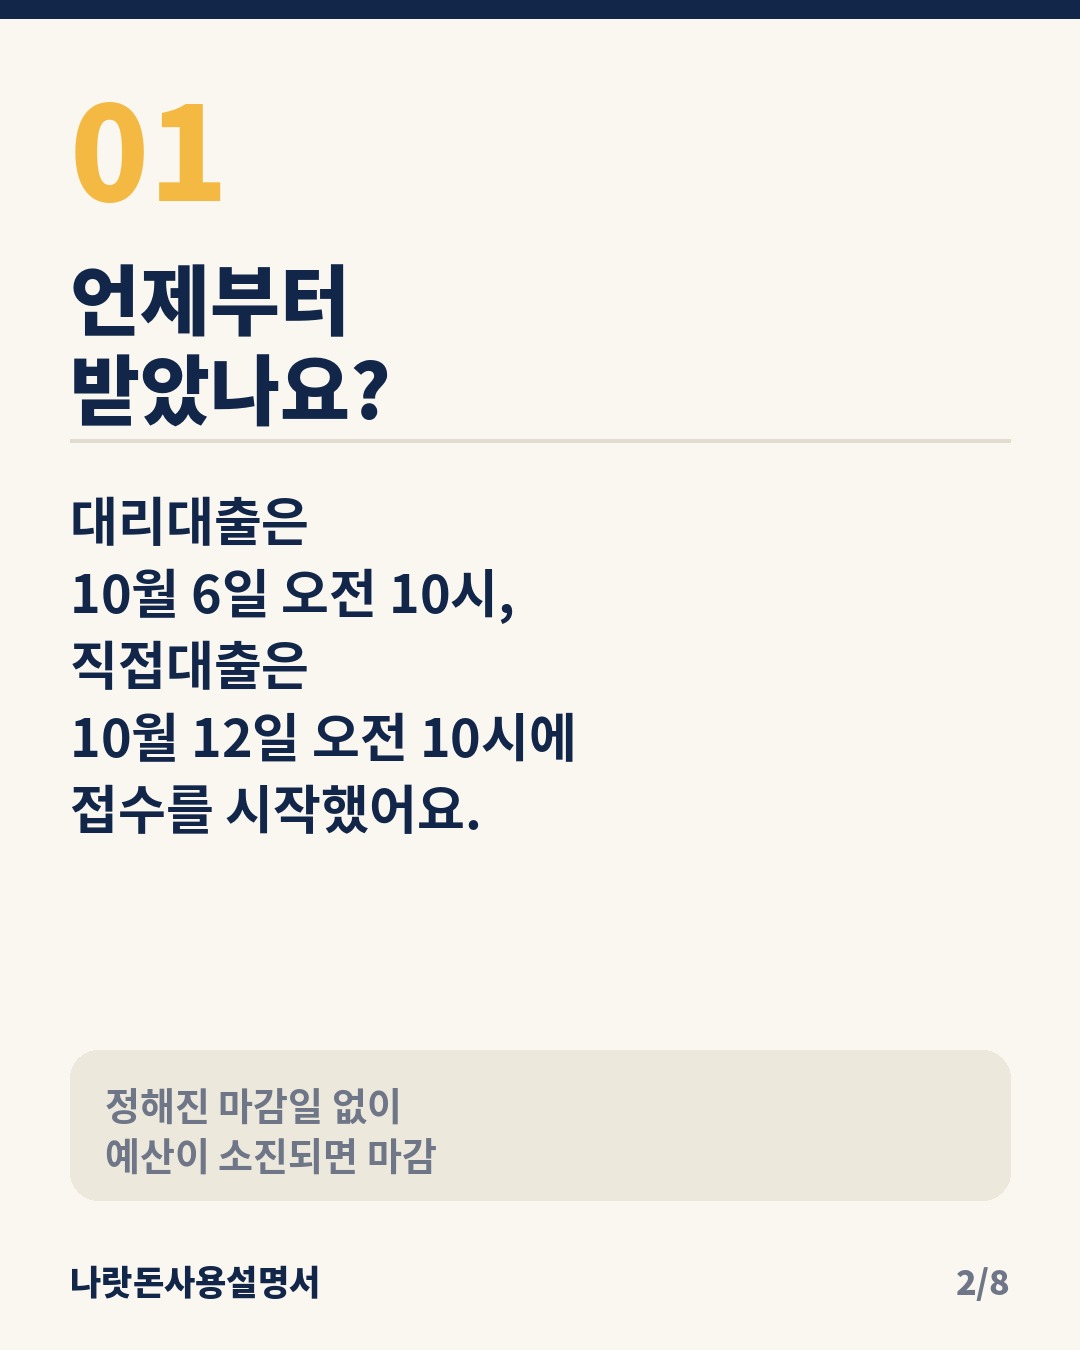 01
언제부터
받았나요?
대리대출은
10월 6일 오전 10시,
직접대출은
10월 12일 오전 10시에
접수를 시작했어요.
정해진 마감일 없이
예산이 소진되면 마감
나랏돈사용설명서
2/8